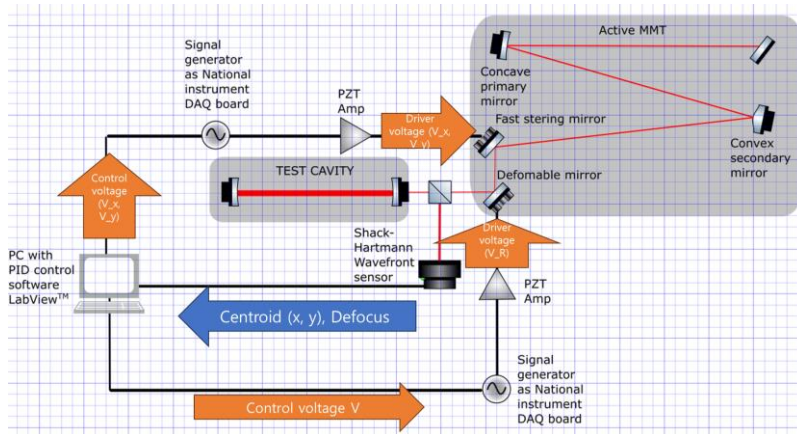 Signal
generator
as National
instrument
DAQ board
PZT
Amp
Driver
voltage (V_x,
V_y)
Active MMT
Concave
primary
mirror
Fast stering mirror
Convex
secondary
mirror
Control
voltage
(V_x,
V_y)
TEST CAVITY
Defomable mirror
Driver
voltage
(V_R)
Shack-
Hartmann
Wavefront
sensor
PC with
PID control
software
LabView™
PZT
Amp
Centroid (x, y), Defocus
Signal
generator
as National
instrument
DAQ board
Control voltage V